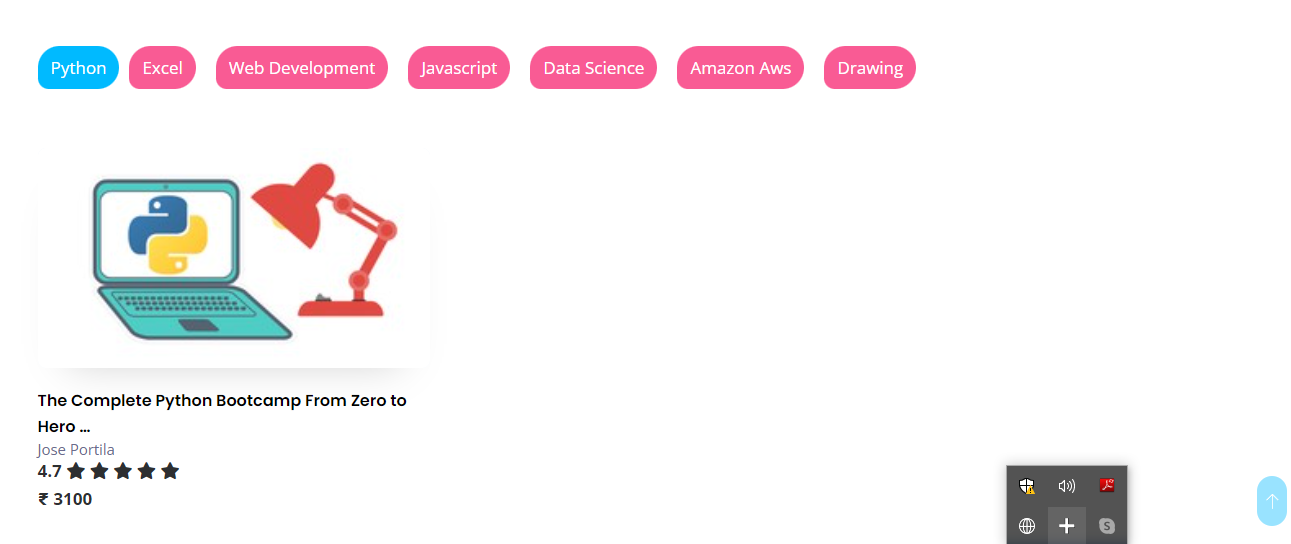 Python Excel Web Development Javascript Data Science Amazon Aws Drawing
The Complete Python Bootcamp From Zero to
Hero ...
Jose Portila
4.7
₹ 3100